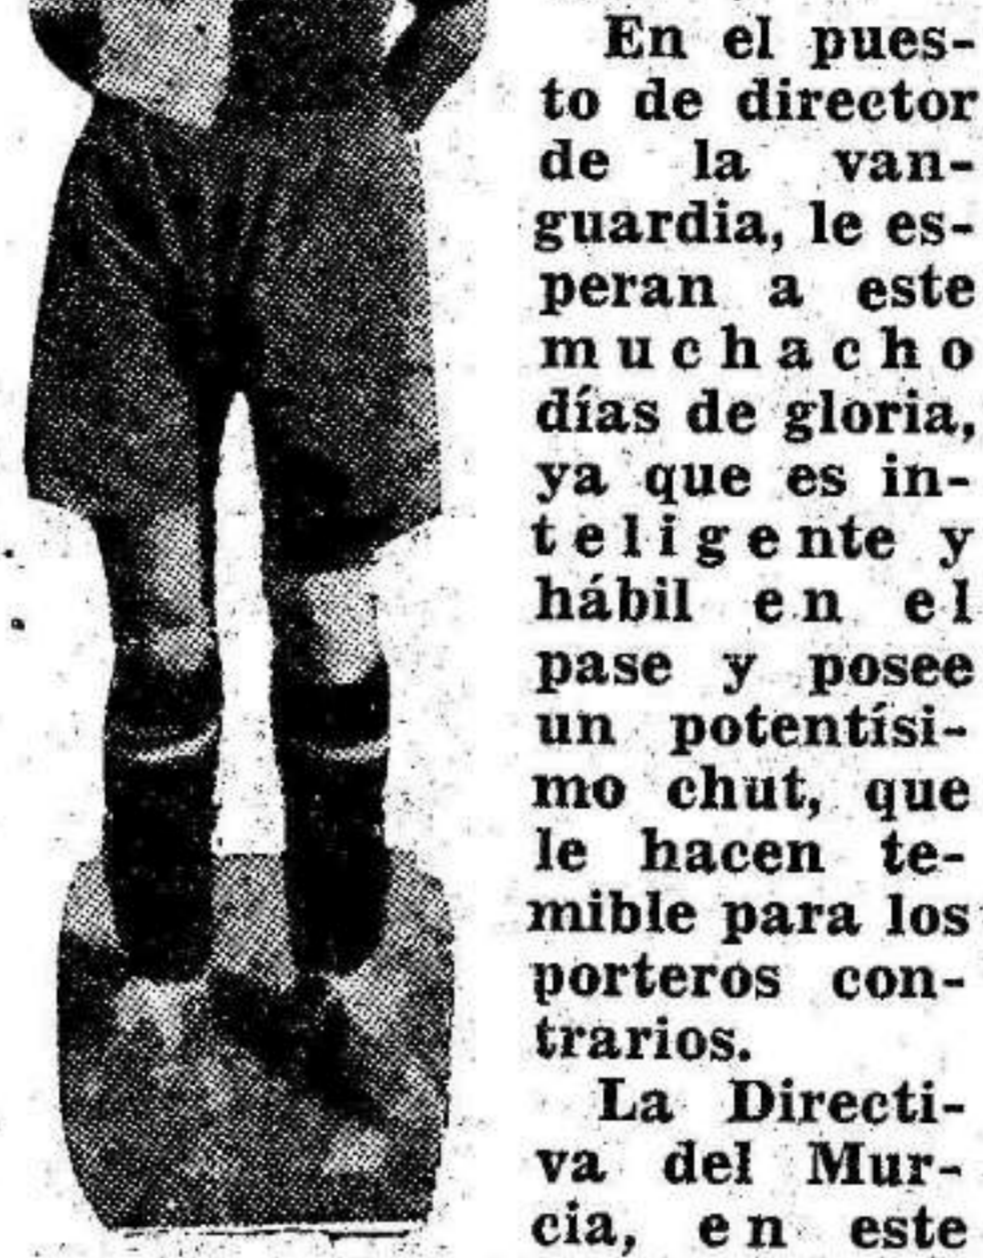 En el pues-
to de director
de la van-
guardia, le es-
peran a este
muchacho
días de gloria,
ya que es in-
teligente y
hábil en el
pase y posee
un potentísi-
mo chut, que
le hacen te-
mible para los
porteros con-
trarios.
La Directi-
va del Mur-
cia, en este